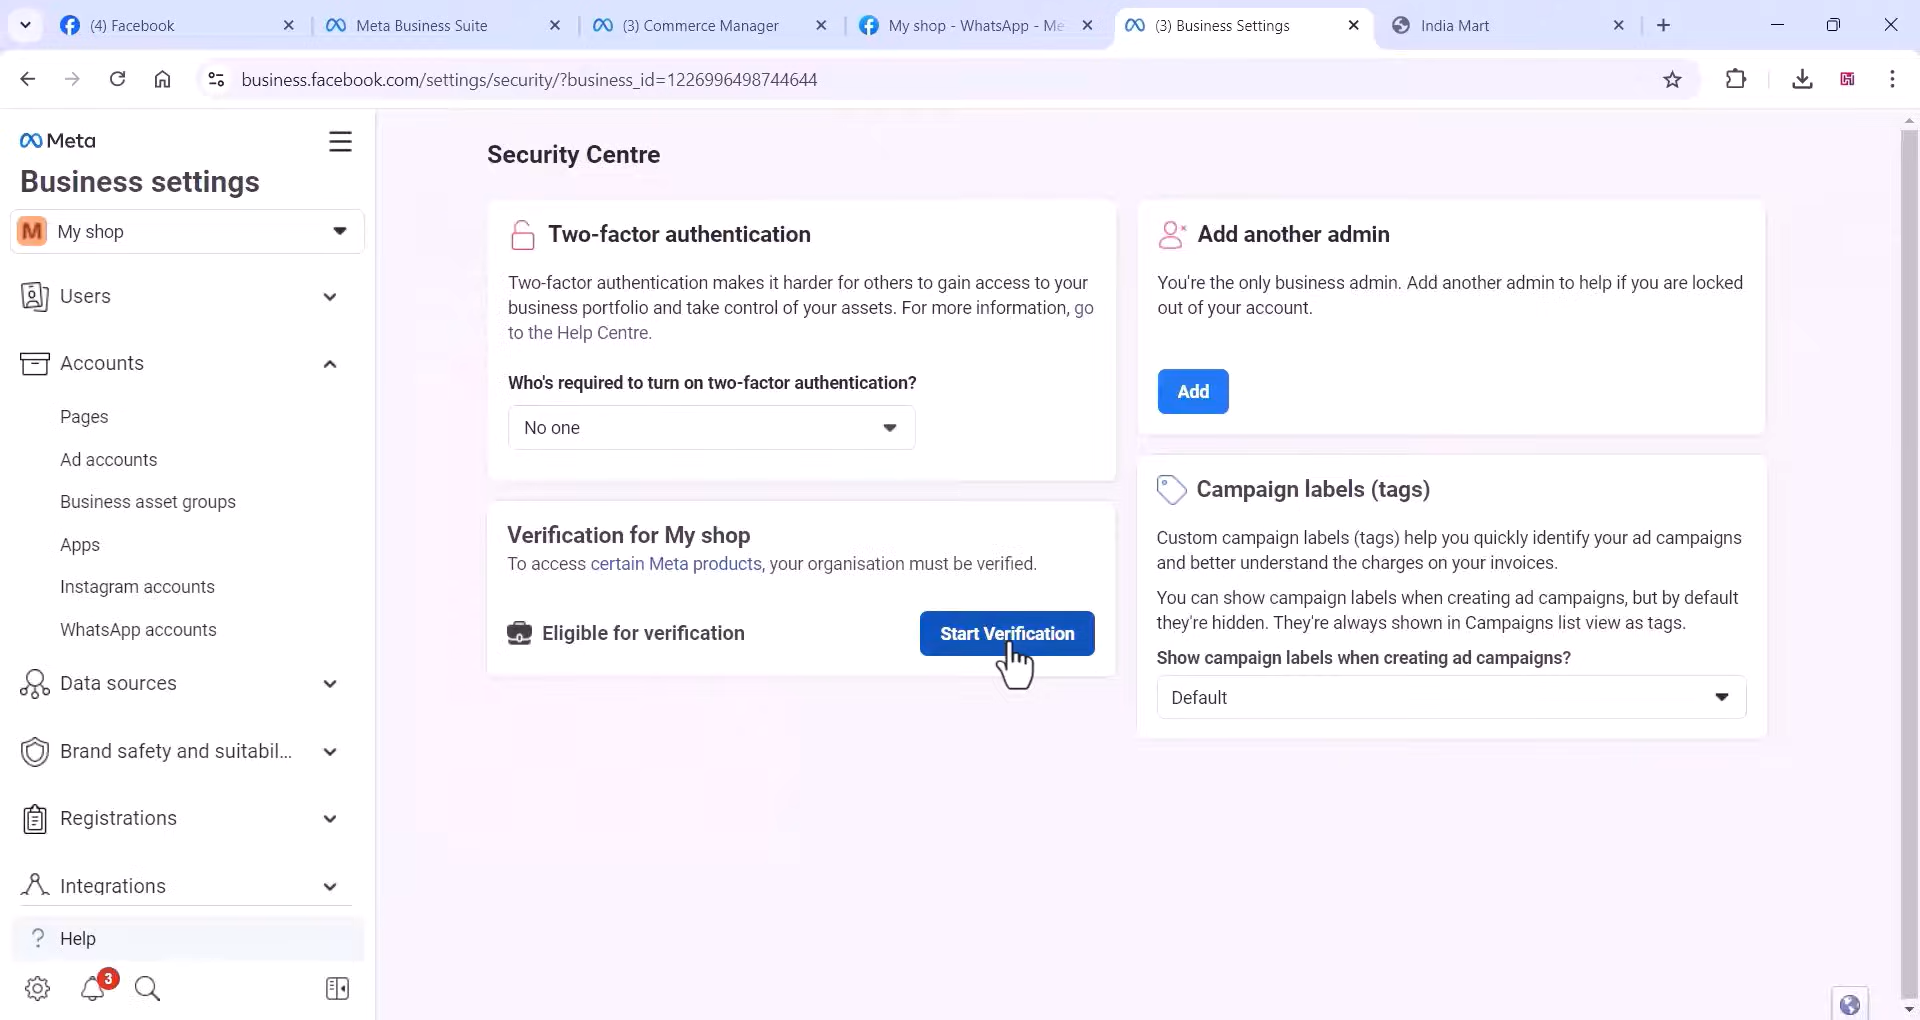 (4) Facebook
Meta Business Suite
(3) Commerce Manager
My shop - WhatsApp - Me
(3) Business Settings
India Mart
business.facebook.com/settings/security/?business_id=1226996498744644
Meta
Business settings
M My shop
Users
Accounts
Pages
Ad accounts
Business asset groups
Apps
Instagram accounts
WhatsApp accounts
Data sources
Brand safety and suitabil...
Registrations
Integrations
? Help
3
Security Centre
Two-factor authentication
Two-factor authentication makes it harder for others to gain access to your
business portfolio and take control of your assets. For more information, go
to the Help Centre.
Who's required to turn on two-factor authentication?
No one
Verification for My shop
To access certain Meta products, your organisation must be verified.
Eligible for verification
Start Verification
Add another admin
You're the only business admin. Add another admin to help if you are locked
out of your account.
Add
Campaign labels (tags)
Custom campaign labels (tags) help you quickly identify your ad campaigns
and better understand the charges on your invoices.
You can show campaign labels when creating ad campaigns, but by default
they're hidden. They're always shown in Campaigns list view as tags.
Show campaign labels when creating ad campaigns?
Default